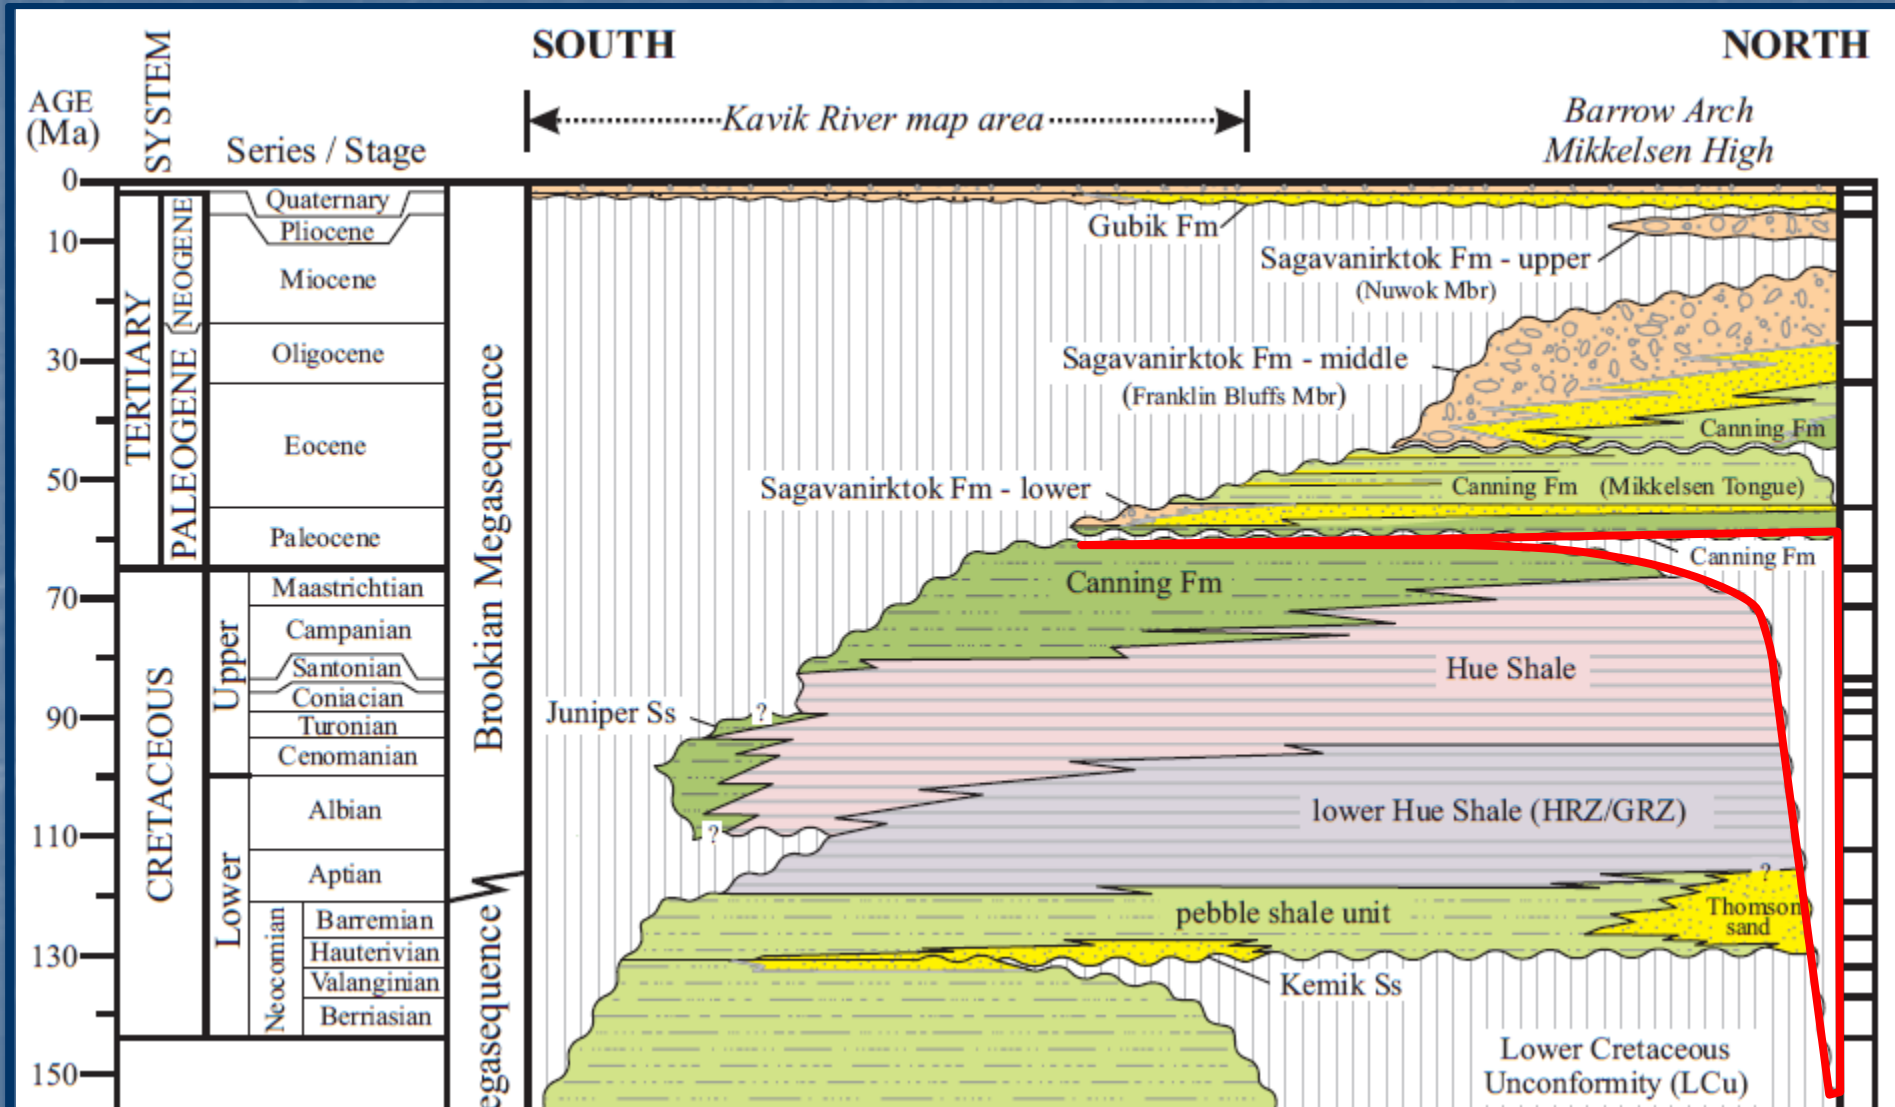 SOUTH
NORTH
AGE
(Ma)
SYSTEM
Series / Stage
Kavik River map area
Barrow Arch
Mikkelsen High
0
10
30
50
70
90
110
130
150
TERTIARY
NEOGENE
PALEOGENE
CRETACEOUS
Upper
Lower
Neocomian
Quaternary
Pliocene
Miocene
Oligocene
Eocene
Paleocene
Maastrichtian
Campanian
Santonian
Coniacian
Turonian
Cenomanian
Albian
Aptian
Barremian
Hauterivian
Valanginian
Berriasian
Brookian Megasequence
egasequence
Gubik Fm
Sagavanirktok Fm - upper
(Nuwok Mbr)
Sagavanirktok Fm - middle
(Franklin Bluffs Mbr)
Canning Fm
Sagavanirktok Fm - lower
Canning Fm (Mikkelsen Tongue)
Canning Fm
Canning Fm
Hue Shale
Juniper Ss
?
?
lower Hue Shale (HRZ/GRZ)
?
pebble shale unit
Thomson
sand
Kemik Ss
Lower Cretaceous
Unconformity (LCu)